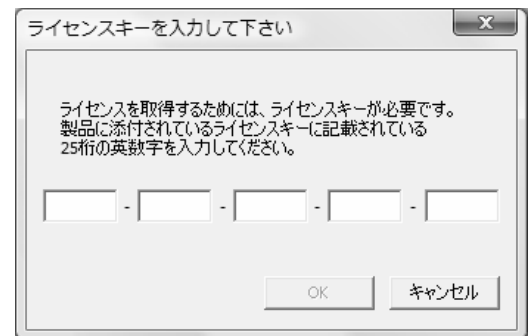 ライセンスキーを入力して下さい
X
ライセンスを取得するためには、ライセンスキーが必要です。
製品に添付されているライセンスキーに記載されている
25桁の英数字を入力してください。
- - - -
OK キャンセル